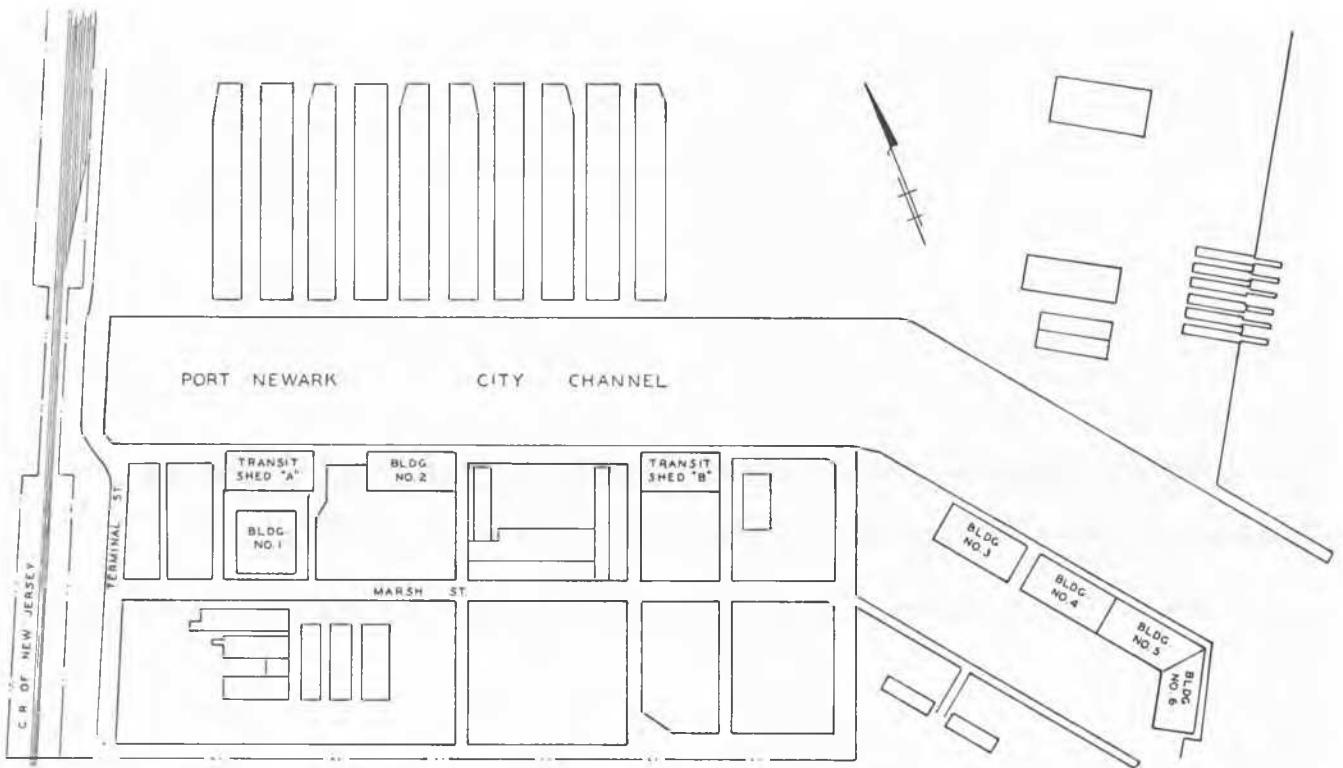 PORT NEWARK CITY CHANNEL
TRANSIT
SHED "A"
BLDG.
NO.2
TRANSIT
SHED "B"
BLDG.
NO.1
BLDG.
NO.3
BLDG.
NO.4
BLDG.
NO.5
BLDG
NO.6
MARSH ST.
TERMINAL ST.
C.R. OF NEW JERSEY